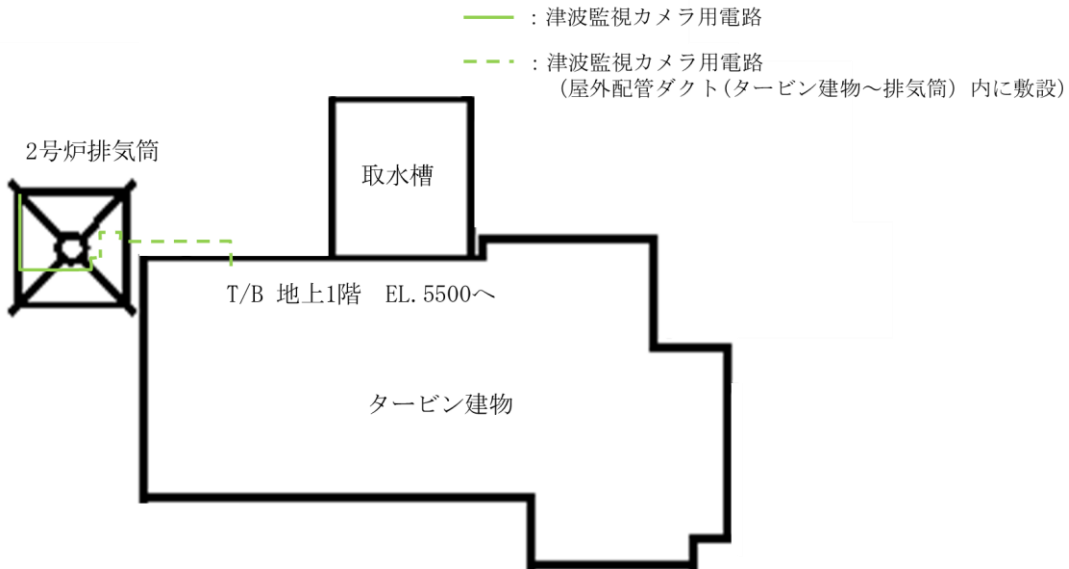 ：津波監視カメラ用電路
：津波監視カメラ用電路
(屋外配管ダクト(タービン建物～排気筒) 内に敷設)
2号炉排気筒
取水槽
T/B 地上1階 EL.5500へ
タービン建物